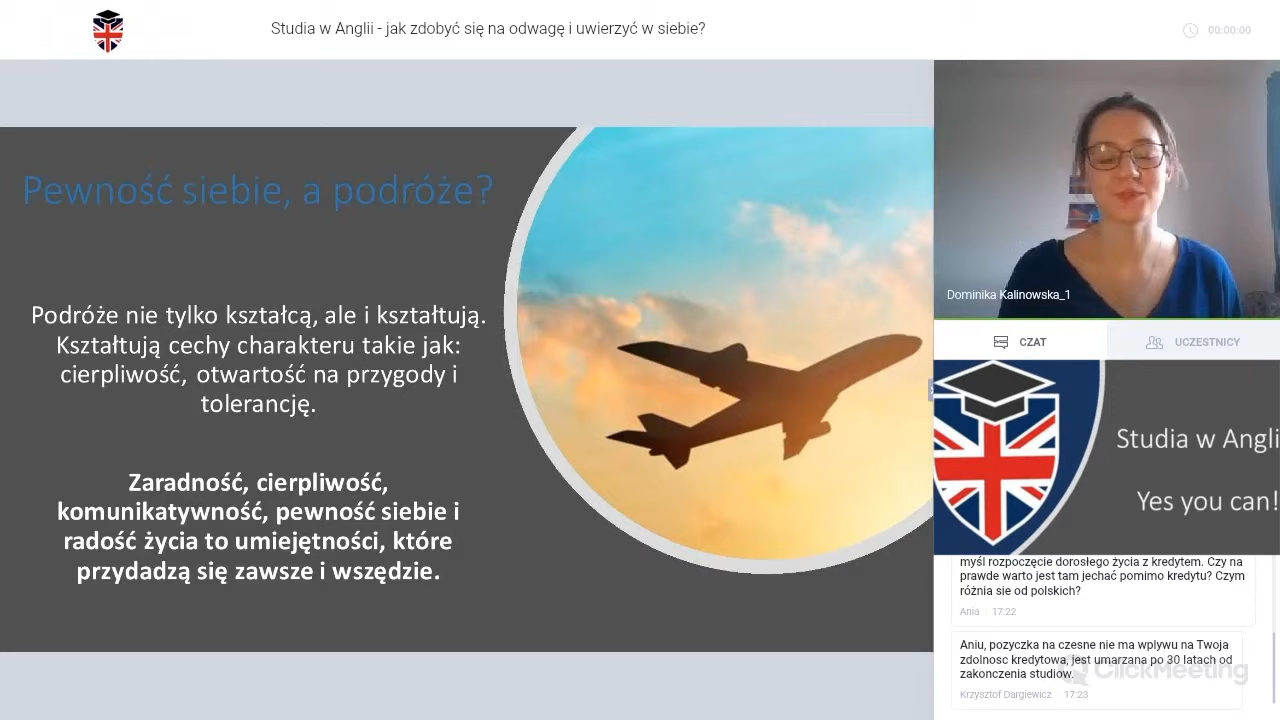 Studia w Anglii - jak zdobyć się na odwagę i uwierzyć w siebie?
00:00:00
Pewność siebie, a podróże?
Podróże nie tylko kształcą, ale i kształtują.
Kształtują cechy charakteru takie jak:
cierpliwość, otwartość na przygody i
tolerancję.
Zaradność, cierpliwość,
komunikatywność, pewność siebie i
radość życia to umiejętności, które
przydadzą się zawsze i wszędzie.
Dominika Kalinowska_1
CZAT
UCZESTNICY
Studia w Angli
Yes you can!
myśl rozpoczęcie dorosłego życia z kredytem. Czy na
prawde warto jest tam jechać pomimo kredytu? Czym
różnia sie od polskich?
Ania 17:22
Aniu, pozyczka na czesne nie ma wplywu na Twoja
zdolnosc kredytowa, jest umarzana po 30 latach od
zakonczenia studiow.
Krzysztof Dargiewicz 17:23
ClickMeeting